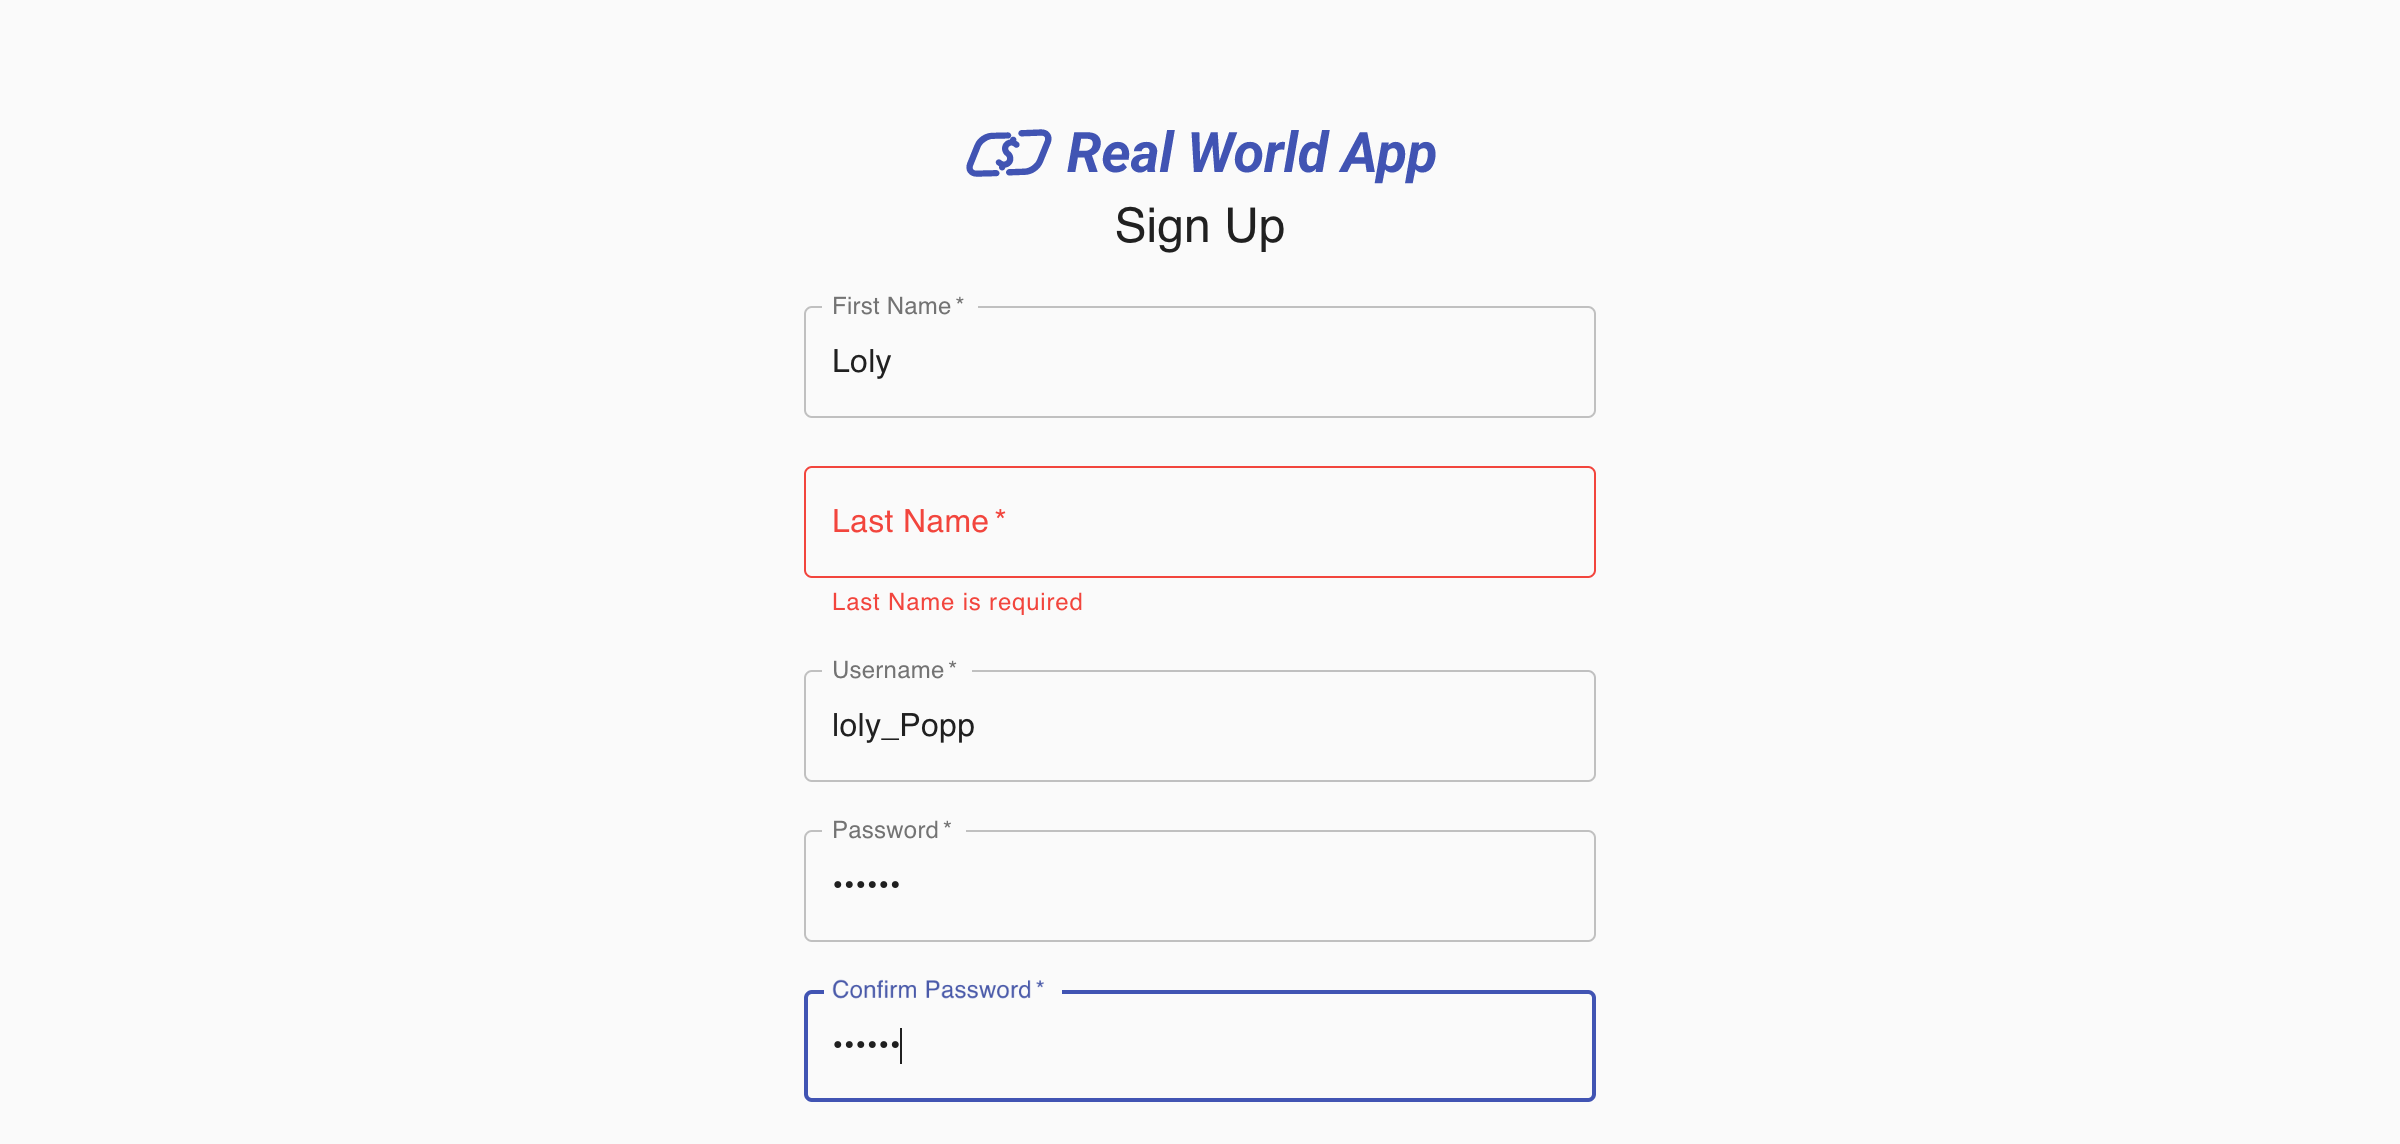 Real World App
Sign Up
First Name *
Loly
Last Name *
Last Name is required
Username *
loly_Popp
Password *
••••••
Confirm Password *
••••••